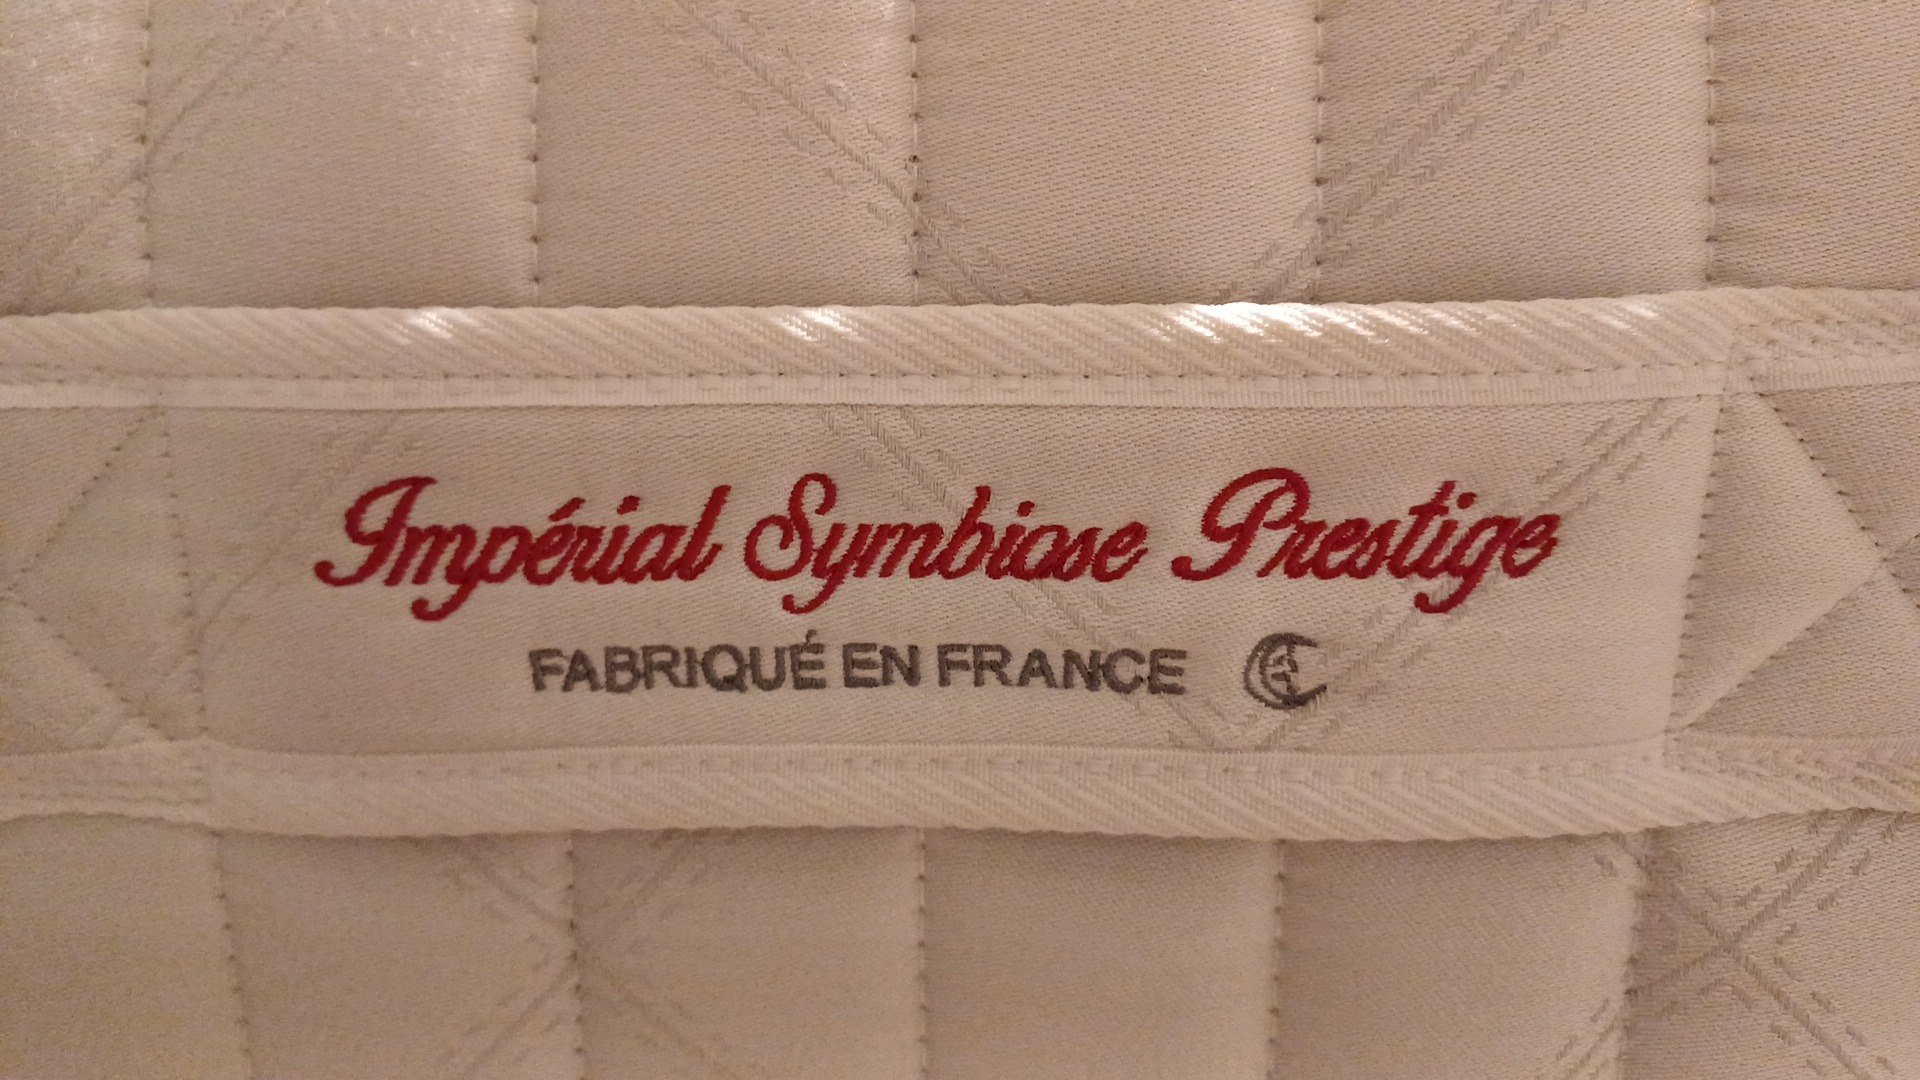 Impérial Symbiose Prestige
FABRIQUÉ EN FRANCE